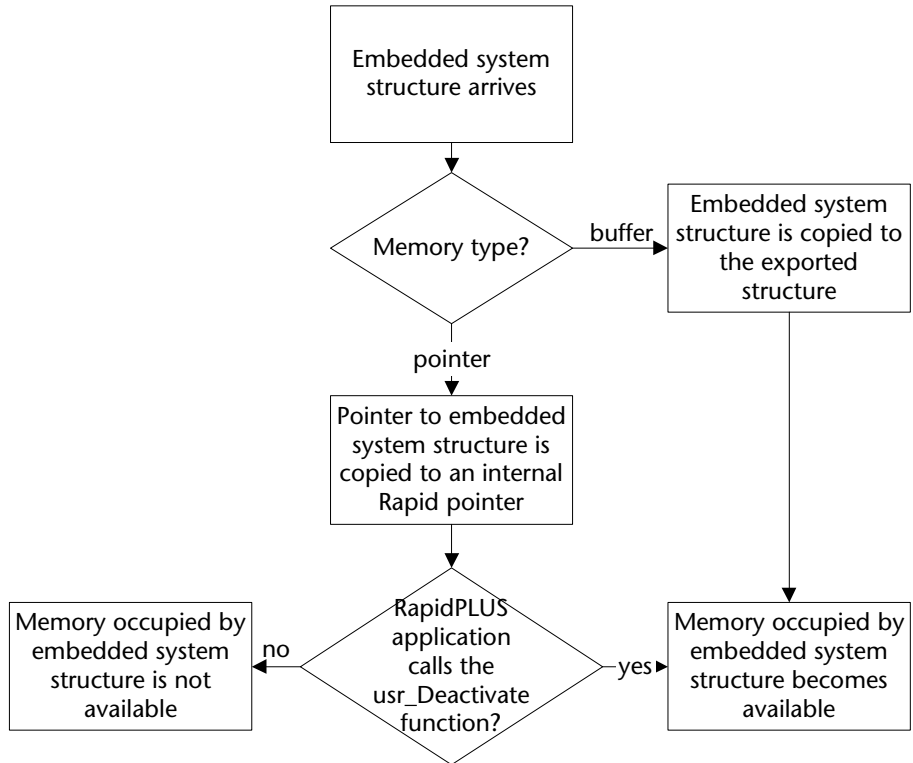 Embedded system
structure arrives
Memory type?
buffer
Embedded system
structure is copied to
the exported
structure
pointer
Pointer to embedded
system structure is
copied to an internal
Rapid pointer
RapidPLUS
application
calls the
usr_Deactivate
function?
no
Memory occupied by
embedded system
structure is not
available
yes
Memory occupied by
embedded system
structure becomes
available